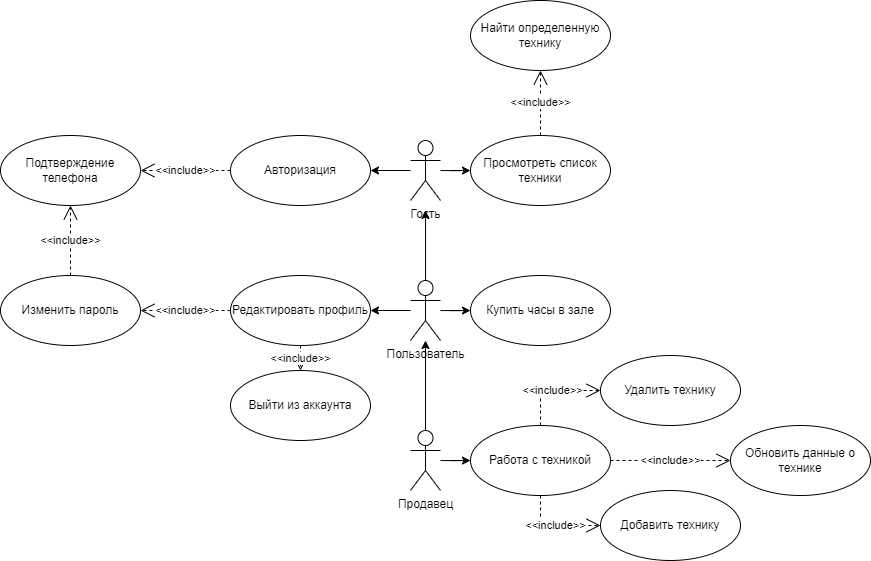 Найти определенную
технику
<<include>>
Подтверждение
телефона
<<include>>
Авторизация
Просмотреть список
техники
Гость
<<include>>
Изменить пароль
<<include>>
Редактировать профиль
Купить часы в зале
Пользователь
<<include>>
Выйти из аккаунта
<<include>>
Удалить технику
Работа с техникой
<<include>>
Обновить данные о
технике
Продавец
<<include>>
Добавить технику